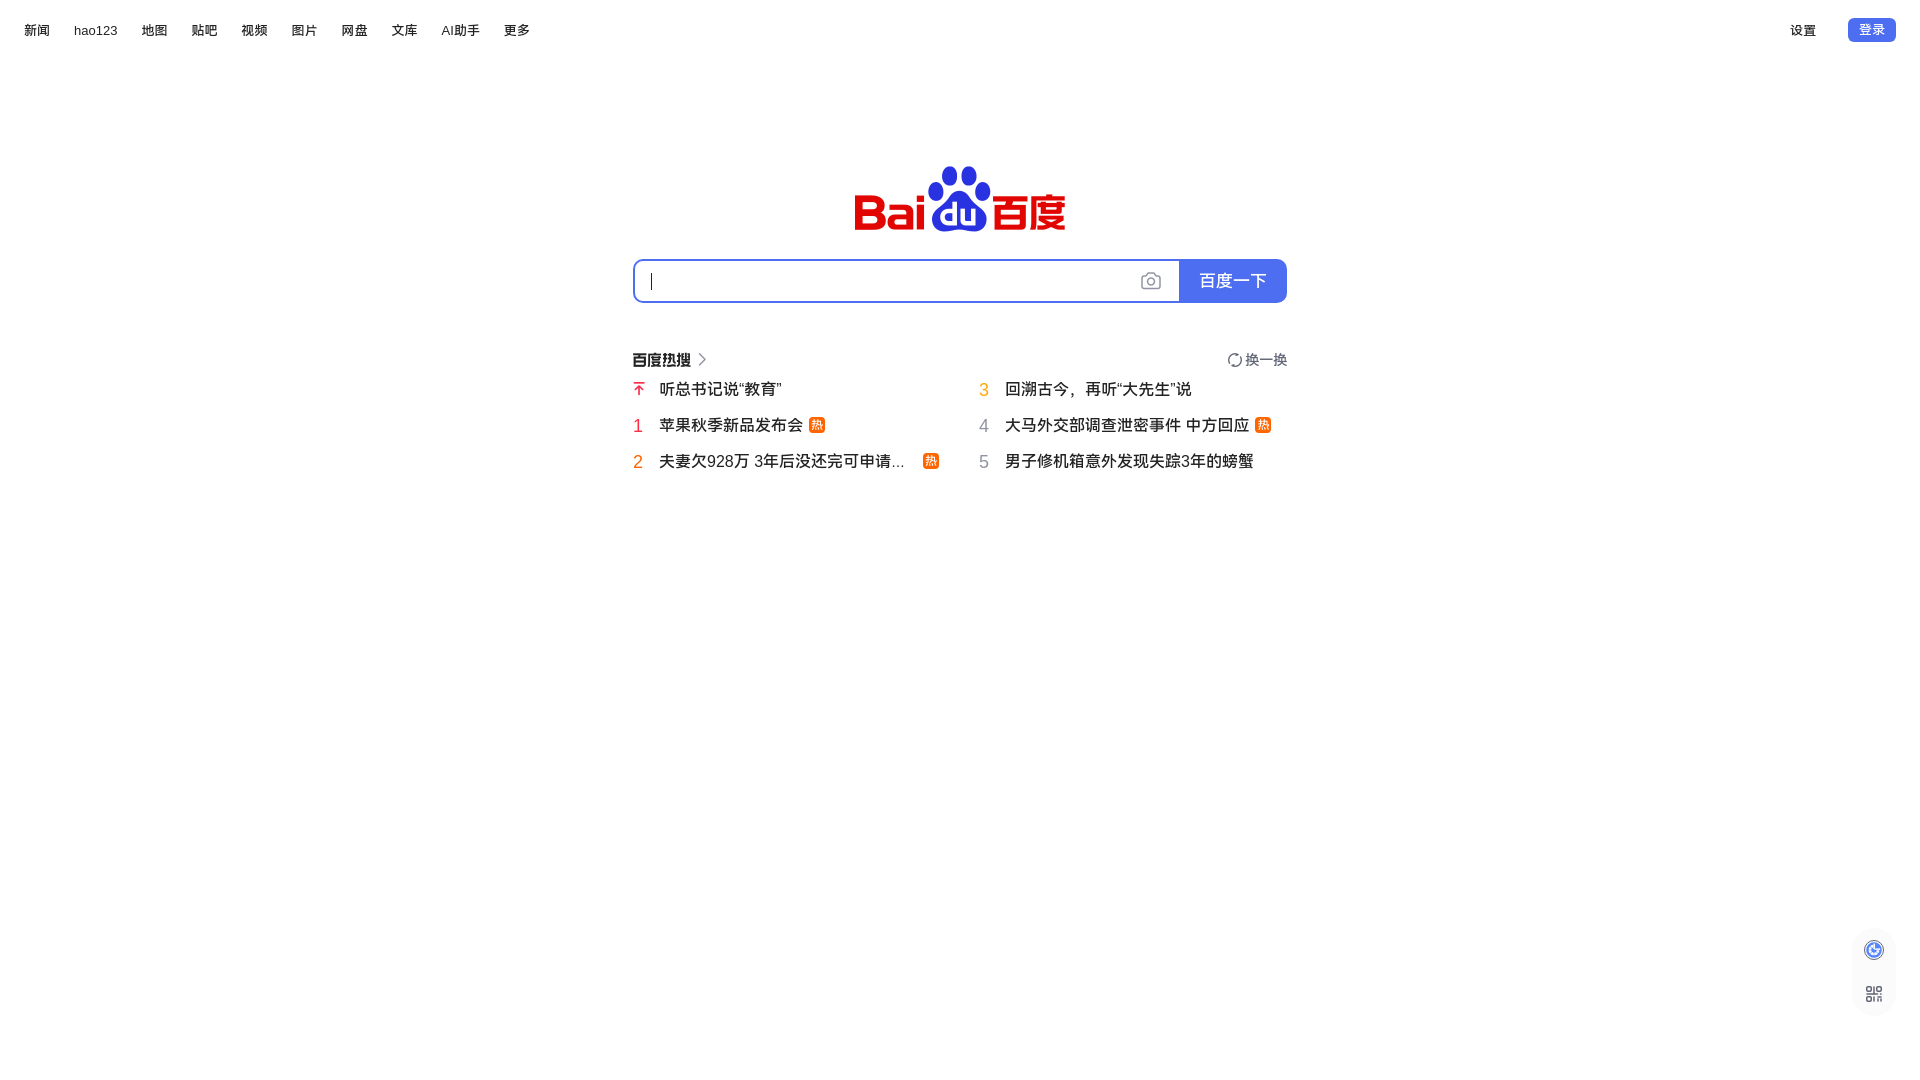 新闻 hao123 地图 贴吧 视频 图片 网盘 文库 AI助手 更多 设置 登录
Bai du 百度
百度一下
百度热搜 换一换
听总书记说“教育”
1 苹果秋季新品发布会 热
2 夫妻欠928万 3年后没还完可申请... 热
3 回溯古今，再听“大先生”说
4 大马外交部调查泄密事件 中方回应 热
5 男子修机箱意外发现失踪3年的螃蟹